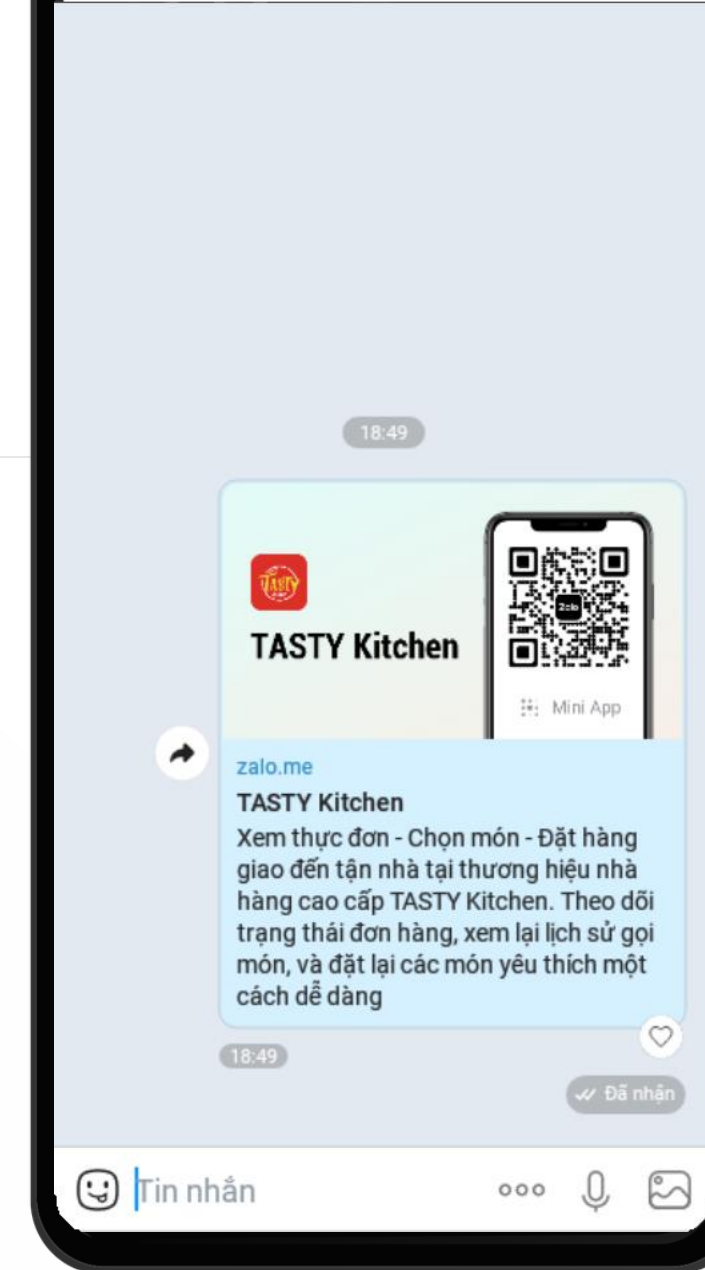 18:49
TASTY
TASTY Kitchen
Zalo
Mini App
zalo.me
TASTY Kitchen
Xem thực đơn - Chọn món - Đặt hàng
giao đến tận nhà tại thương hiệu nhà
hàng cao cấp TASTY Kitchen. Theo dõi
trạng thái đơn hàng, xem lại lịch sử gọi
món, và đặt lại các món yêu thích một
cách dễ dàng
18:49
Đã nhận
Tin nhắn